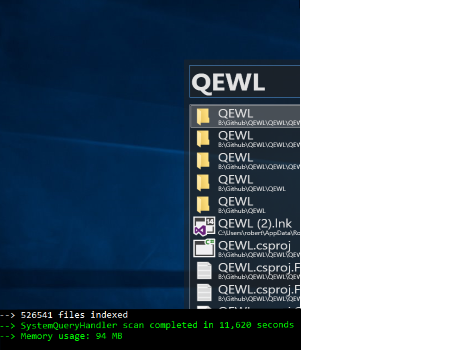 QEWL
QEWL
B:\Github\QEWL\QEWL\QEW
QEWL
B:\Github\QEWL\QEWL\QEW
QEWL
B:\Github\QEWL\QEWL\QEW
QEWL
B:\Github\QEWL\QEWL
QEWL
B:\Github\QEWL
QEWL (2).lnk
C:\Users\robert\AppData\Ro
QEWL.csproj
B:\Github\QEWL\QEWL\QEW
QEWL.csproj.F
B:\Github\QEWL\QEWL\QEW
QEWL.csproj.F
B:\Github\QEWL\QEWL\QEW
--> 526541 files indexed
--> SystemQueryHandler scan completed in 11,620 seconds
--> Memory usage: 94 MB